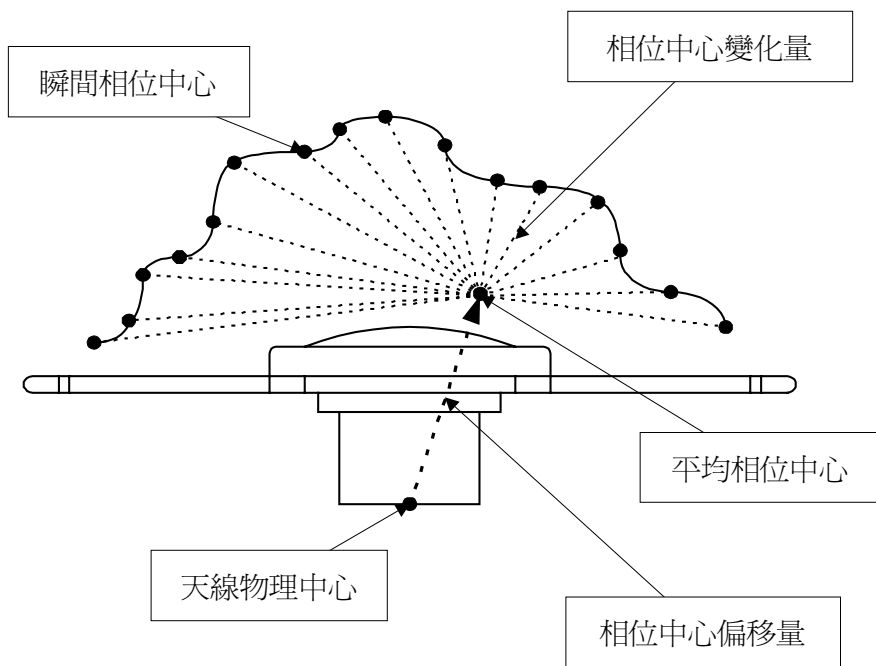 相位中心變化量
瞬間相位中心
平均相位中心
天線物理中心
相位中心偏移量